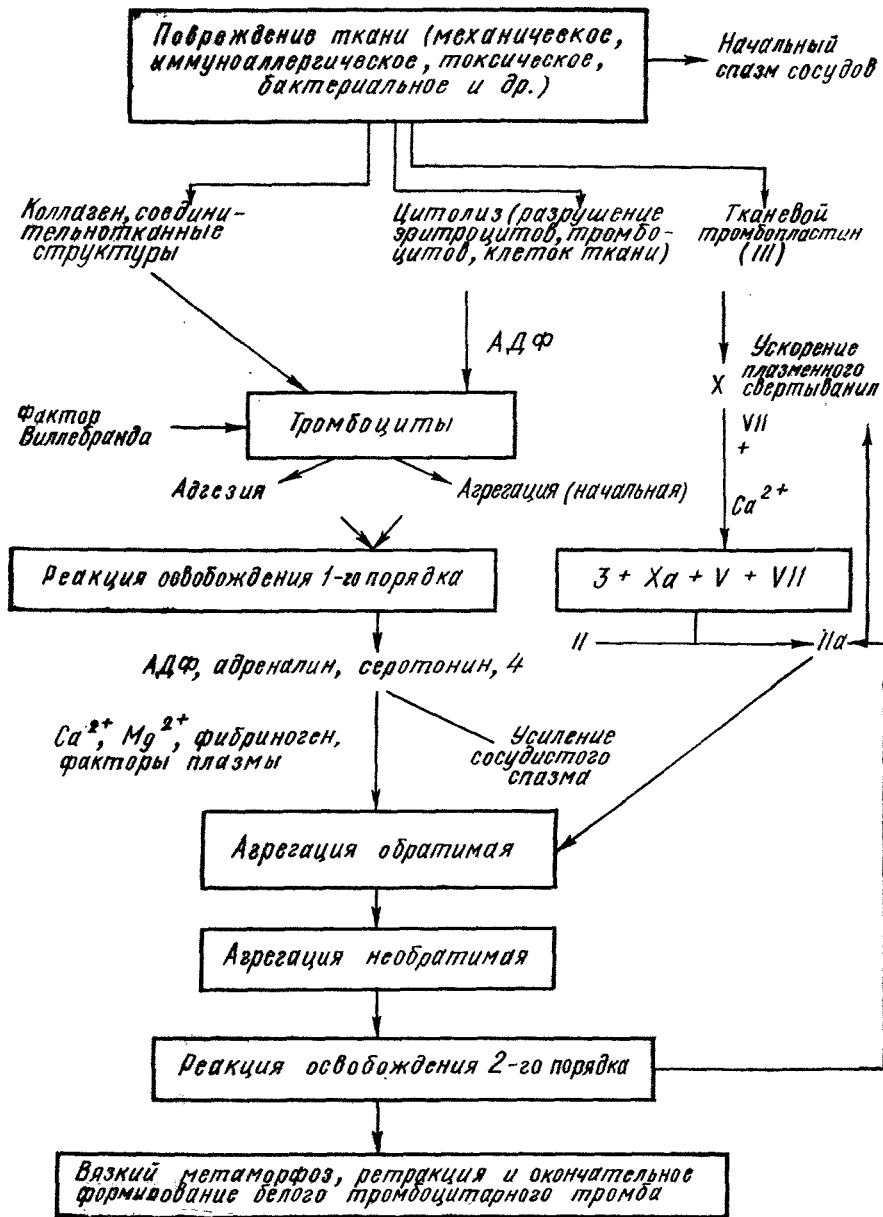 Повреждение ткани (механическое,
иммуноаллергическое, токсическое,
бактериальное и др.)
Начальный
спазм сосудов
Коллаген, соедини-
тельнотканные
структуры
Цитолиз (разрушение
эритроцитов, тромбо-
цитов, клеток ткани)
Тканевой
тромбопластин
(III)
АДФ
X
Ускорение
плазменного
свертывания
VII
+
Ca²⁺
Фактор
Виллебранда
Тромбоциты
Адгезия
Агрегация (начальная)
Реакция освобождения 1-го порядка
3 + Xa + V + VII
II
IIa
АДФ, адреналин, серотонин, 4
Ca²⁺, Mg²⁺, фибриноген,
факторы плазмы
Усиление
сосудистого
спазма
Агрегация обратимая
Агрегация необратимая
Реакция освобождения 2-го порядка
Вязкий метаморфоз, ретракция и окончательное
формирование белого тромбоцитарного тромба